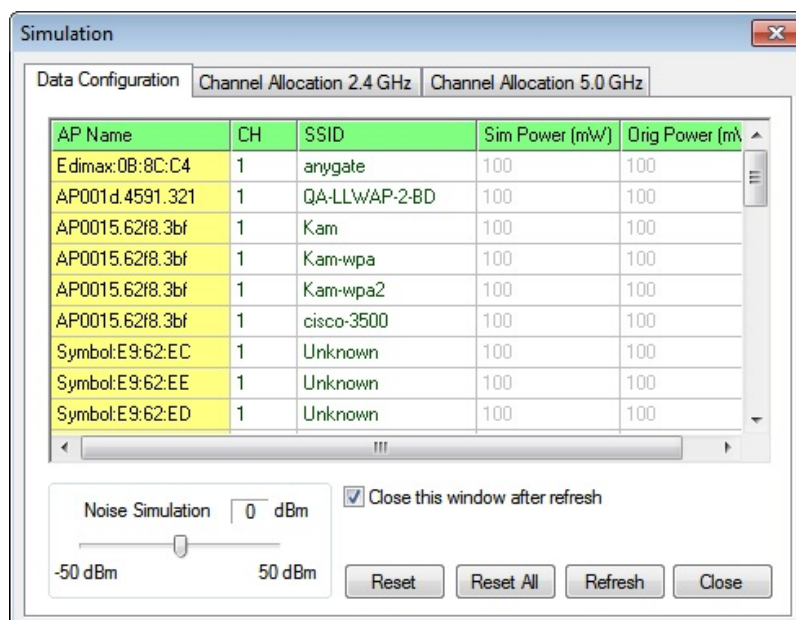 Simulation
Data Configuration Channel Allocation 2.4 GHz Channel Allocation 5.0 GHz
AP Name CH SSID Sim Power (mW) Orig Power (mW
Edimax:0B:8C:C4 1 anygate 100 100
AP001d.4591.321 1 QA-LLWAP-2-BD 100 100
AP0015.62f8.3bf 1 Kam 100 100
AP0015.62f8.3bf 1 Kam-wpa 100 100
AP0015.62f8.3bf 1 Kam-wpa2 100 100
AP0015.62f8.3bf 1 cisco-3500 100 100
Symbol:E9:62:EC 1 Unknown 100 100
Symbol:E9:62:EE 1 Unknown 100 100
Symbol:E9:62:ED 1 Unknown 100 100
Noise Simulation 0 dBm
Close this window after refresh
-50 dBm 50 dBm
Reset Reset All Refresh Close